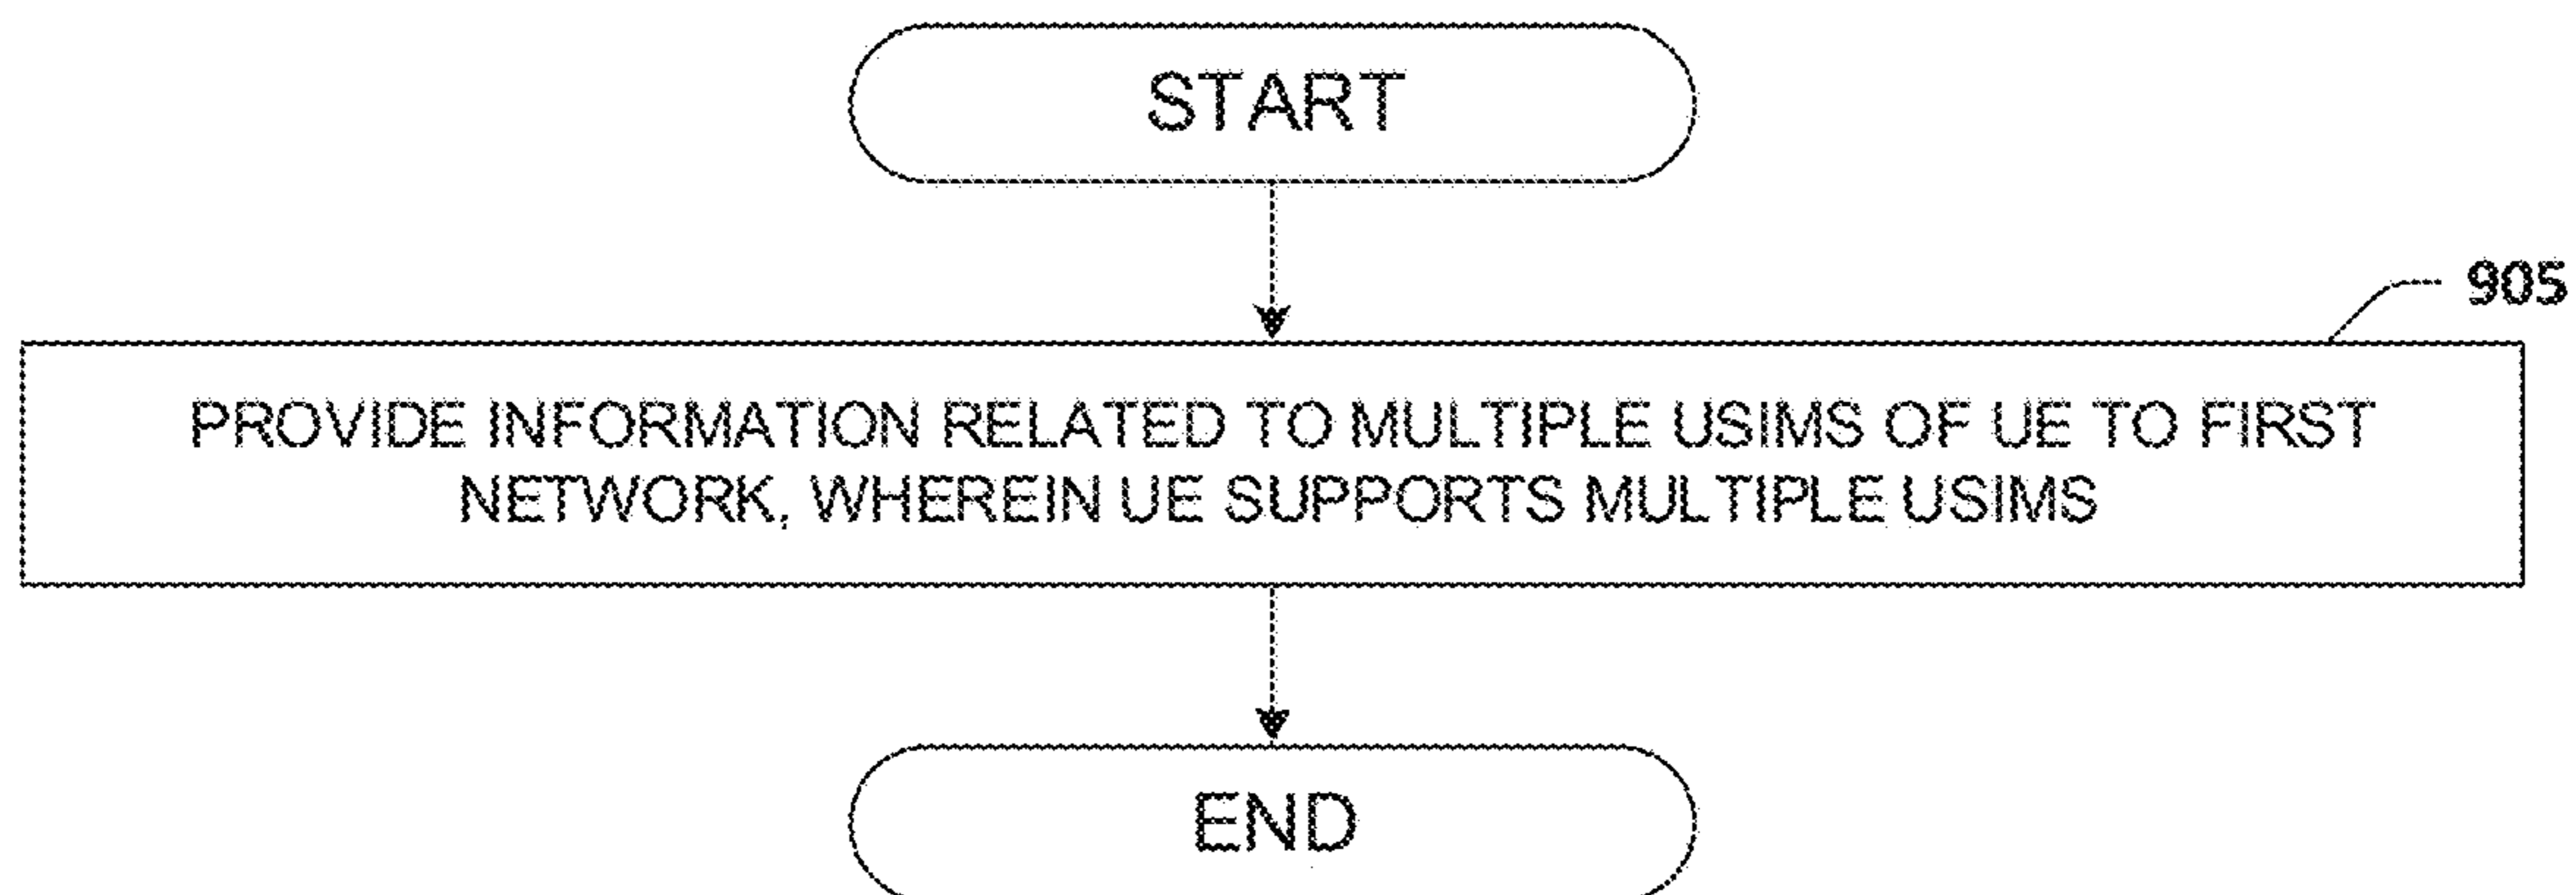 START
905
PROVIDE INFORMATION RELATED TO MULTIPLE USIMS OF UE TO FIRST
NETWORK, WHEREIN UE SUPPORTS MULTIPLE USIMS
END